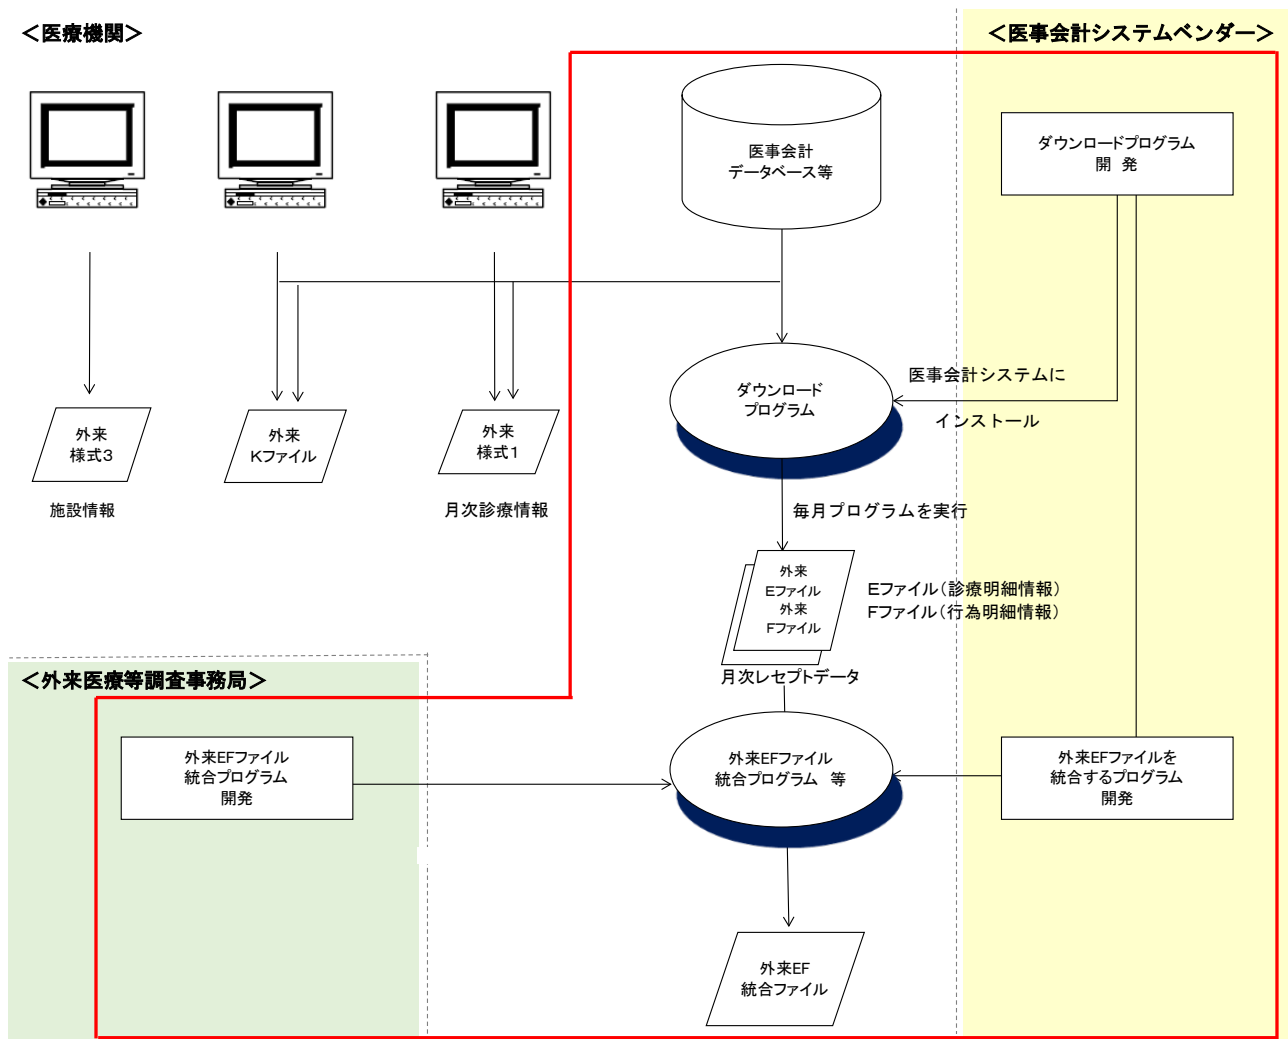 ＜医療機関＞
＜医事会計システムベンダー＞
医事会計
データベース等
ダウンロードプログラム
開 発
ダウンロード
プログラム
医事会計システムに
インストール
外来
様式3
施設情報
外来
Kファイル
外来
様式1
月次診療情報
毎月プログラムを実行
外来
Eファイル
外来
Fファイル
Eファイル（診療明細情報）
Fファイル（行為明細情報）
月次レセプトデータ
＜外来医療等調査事務局＞
外来EFファイル
統合プログラム
開発
外来EFファイル
統合プログラム 等
外来EFファイルを
統合するプログラム
開発
外来EF
統合ファイル